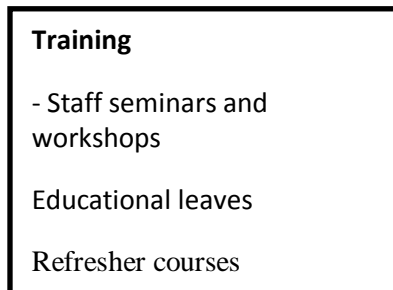 Training
- Staff seminars and
workshops
Educational leaves
Refresher courses